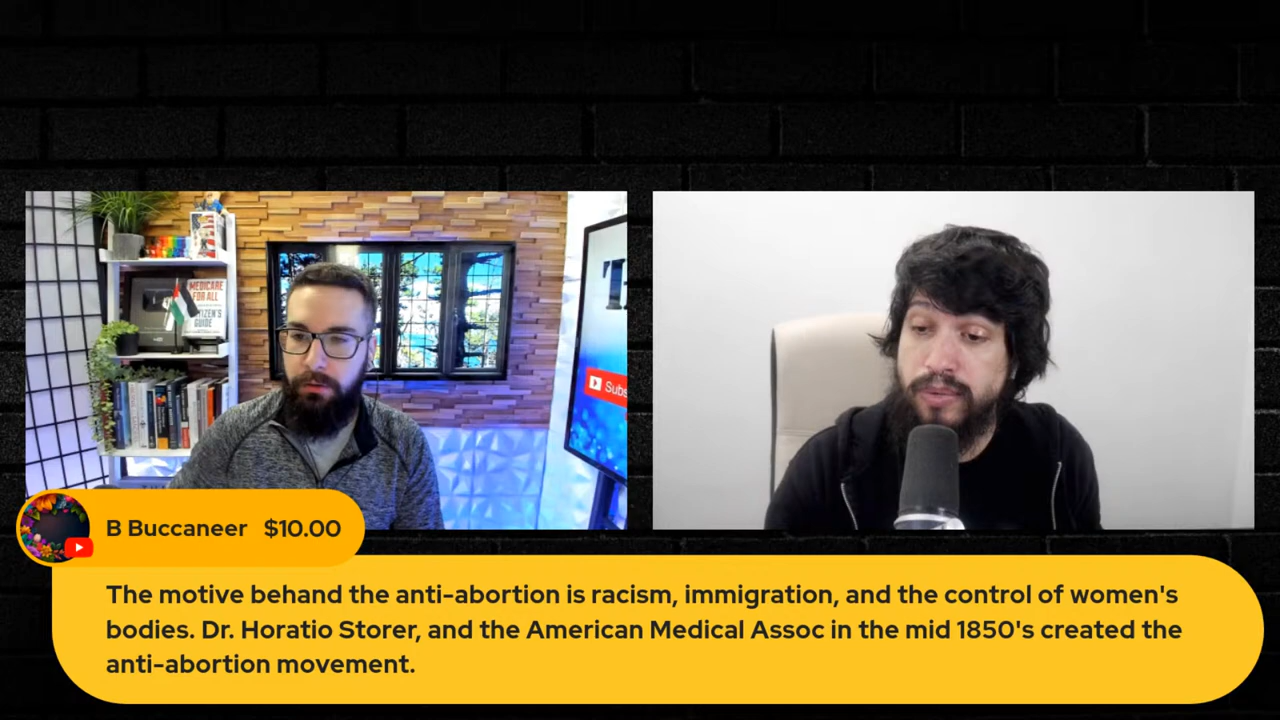 MEDICARE
FOR ALL
CITIZEN'S
GUIDE
Subs
B Buccaneer $10.00
The motive behand the anti-abortion is racism, immigration, and the control of women's
bodies. Dr. Horatio Storer, and the American Medical Assoc in the mid 1850's created the
anti-abortion movement.